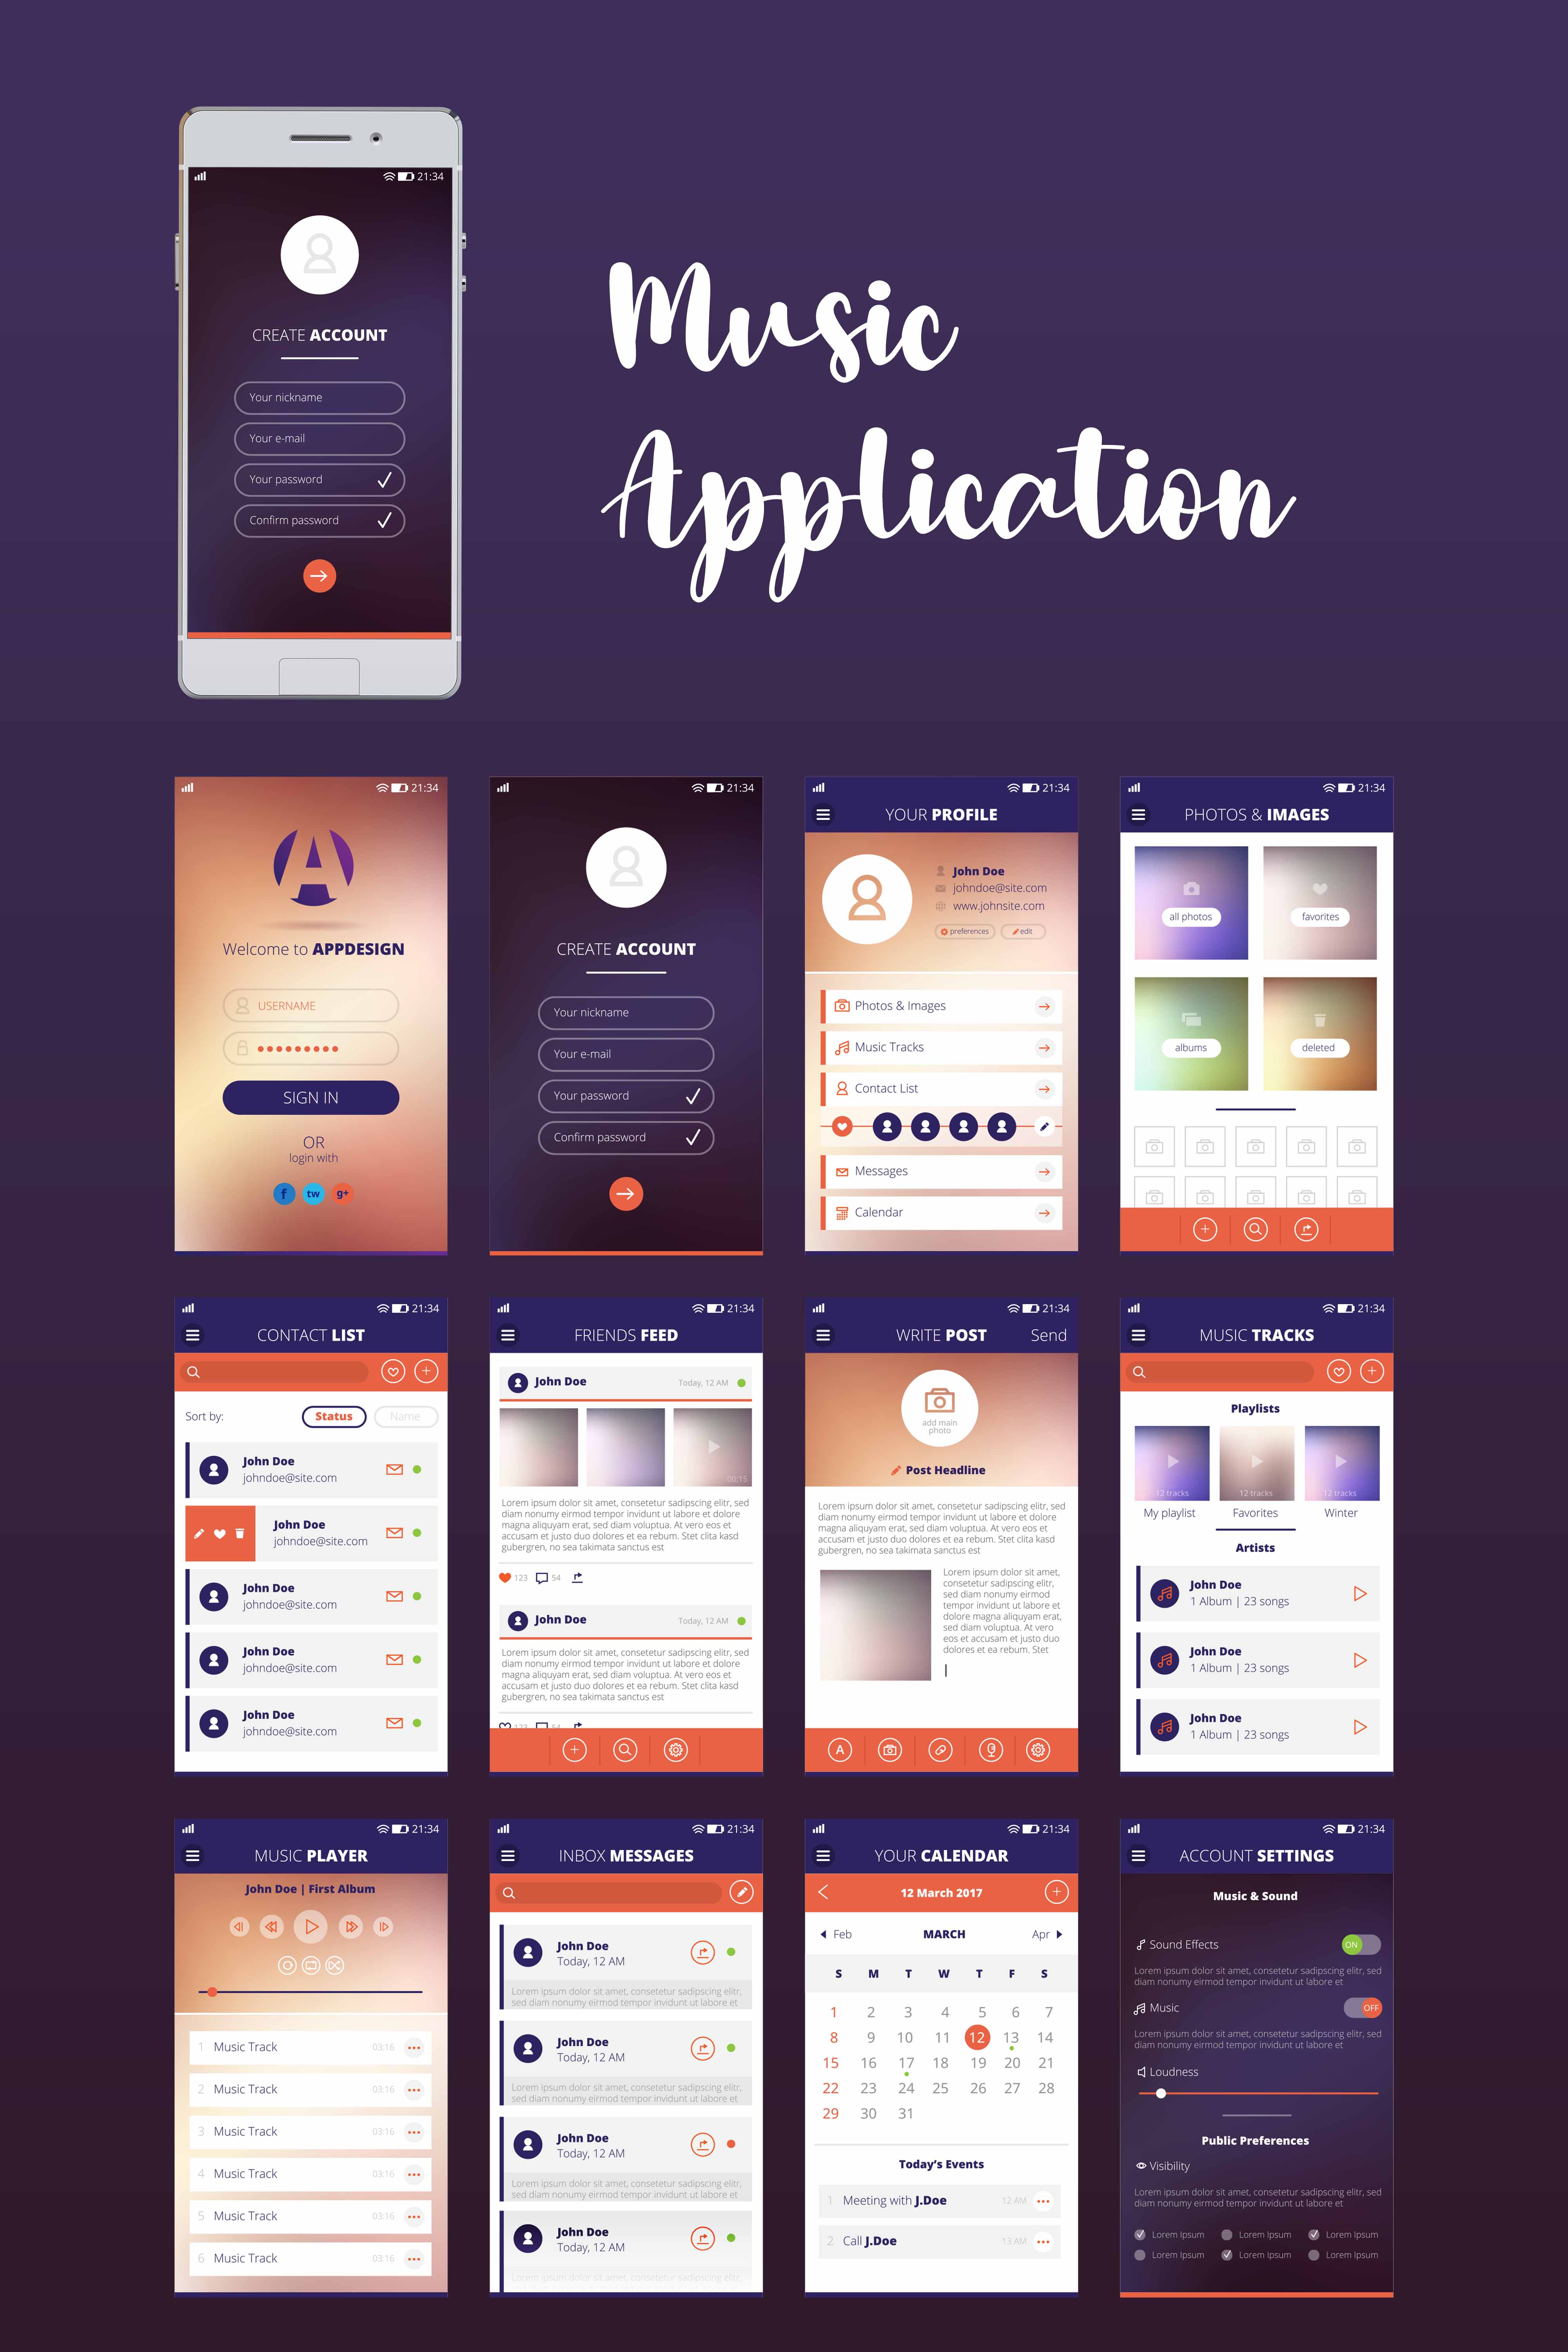 21:34
CREATE ACCOUNT
Your nickname
Your e-mail
Your password
Confirm password
Music
Application
21:34
Welcome to APPDESIGN
USERNAME
SIGN IN
OR
login with
f tw g+
21:34
CREATE ACCOUNT
Your nickname
Your e-mail
Your password
Confirm password
21:34
YOUR PROFILE
John Doe
johndoe@site.com
www.johnsite.com
preferences edit
Photos & Images
Music Tracks
Contact List
Messages
Calendar
21:34
PHOTOS & IMAGES
all photos favorites
albums deleted
21:34
CONTACT LIST
Sort by: Status Name
John Doe
johndoe@site.com
John Doe
johndoe@site.com
John Doe
johndoe@site.com
John Doe
johndoe@site.com
John Doe
johndoe@site.com
21:34
FRIENDS FEED
John Doe Today, 12 AM
00:15
Lorem ipsum dolor sit amet, consetetur sadipscing elitr, sed
diam nonumy eirmod tempor invidunt ut labore et dolore
magna aliquyam erat, sed diam voluptua. At vero eos et
accusam et justo duo dolores et ea rebum. Stet clita kasd
gubergren, no sea takimata sanctus est
123 54
John Doe Today, 12 AM
Lorem ipsum dolor sit amet, consetetur sadipscing elitr, sed
diam nonumy eirmod tempor invidunt ut labore et dolore
magna aliquyam erat, sed diam voluptua. At vero eos et
accusam et justo duo dolores et ea rebum. Stet clita kasd
gubergren, no sea takimata sanctus est
123 54
21:34
WRITE POST Send
add main
photo
Post Headline
Lorem ipsum dolor sit amet, consetetur sadipscing elitr, sed
diam nonumy eirmod tempor invidunt ut labore et dolore
magna aliquyam erat, sed diam voluptua. At vero eos et
accusam et justo duo dolores et ea rebum. Stet clita kasd
gubergren, no sea takimata sanctus est
Lorem ipsum dolor sit amet,
consetetur sadipscing elitr,
sed diam nonumy eirmod
tempor invidunt ut labore et
dolore magna aliquyam erat,
sed diam voluptua. At vero
eos et accusam et justo duo
dolores et ea rebum. Stet
A
21:34
MUSIC TRACKS
Playlists
12 tracks 12 tracks 12 tracks
My playlist Favorites Winter
Artists
John Doe
1 Album | 23 songs
John Doe
1 Album | 23 songs
John Doe
1 Album | 23 songs
21:34
MUSIC PLAYER
John Doe | First Album
1 Music Track 03:16
2 Music Track 03:16
3 Music Track 03:16
4 Music Track 03:16
5 Music Track 03:16
6 Music Track 03:16
21:34
INBOX MESSAGES
John Doe
Today, 12 AM
Lorem ipsum dolor sit amet, consetetur sadipscing elitr,
sed diam nonumy eirmod tempor invidunt ut labore et
John Doe
Today, 12 AM
Lorem ipsum dolor sit amet, consetetur sadipscing elitr,
sed diam nonumy eirmod tempor invidunt ut labore et
John Doe
Today, 12 AM
Lorem ipsum dolor sit amet, consetetur sadipscing elitr,
sed diam nonumy eirmod tempor invidunt ut labore et
John Doe
Today, 12 AM
Lorem ipsum dolor sit amet, consetetur sadipscing elitr,
21:34
YOUR CALENDAR
12 March 2017
Feb MARCH Apr
S M T W T F S
1 2 3 4 5 6 7
8 9 10 11 12 13 14
15 16 17 18 19 20 21
22 23 24 25 26 27 28
29 30 31
Today's Events
1 Meeting with J.Doe 12 AM
2 Call J.Doe 13 AM
21:34
ACCOUNT SETTINGS
Music & Sound
Sound Effects ON
Lorem ipsum dolor sit amet, consetetur sadipscing elitr, sed
diam nonumy eirmod tempor invidunt ut labore et
Music OFF
Lorem ipsum dolor sit amet, consetetur sadipscing elitr, sed
diam nonumy eirmod tempor invidunt ut labore et
Loudness
Public Preferences
Visibility
Lorem ipsum dolor sit amet, consetetur sadipscing elitr, sed
diam nonumy eirmod tempor invidunt ut labore et
Lorem Ipsum Lorem Ipsum Lorem Ipsum
Lorem Ipsum Lorem Ipsum Lorem Ipsum